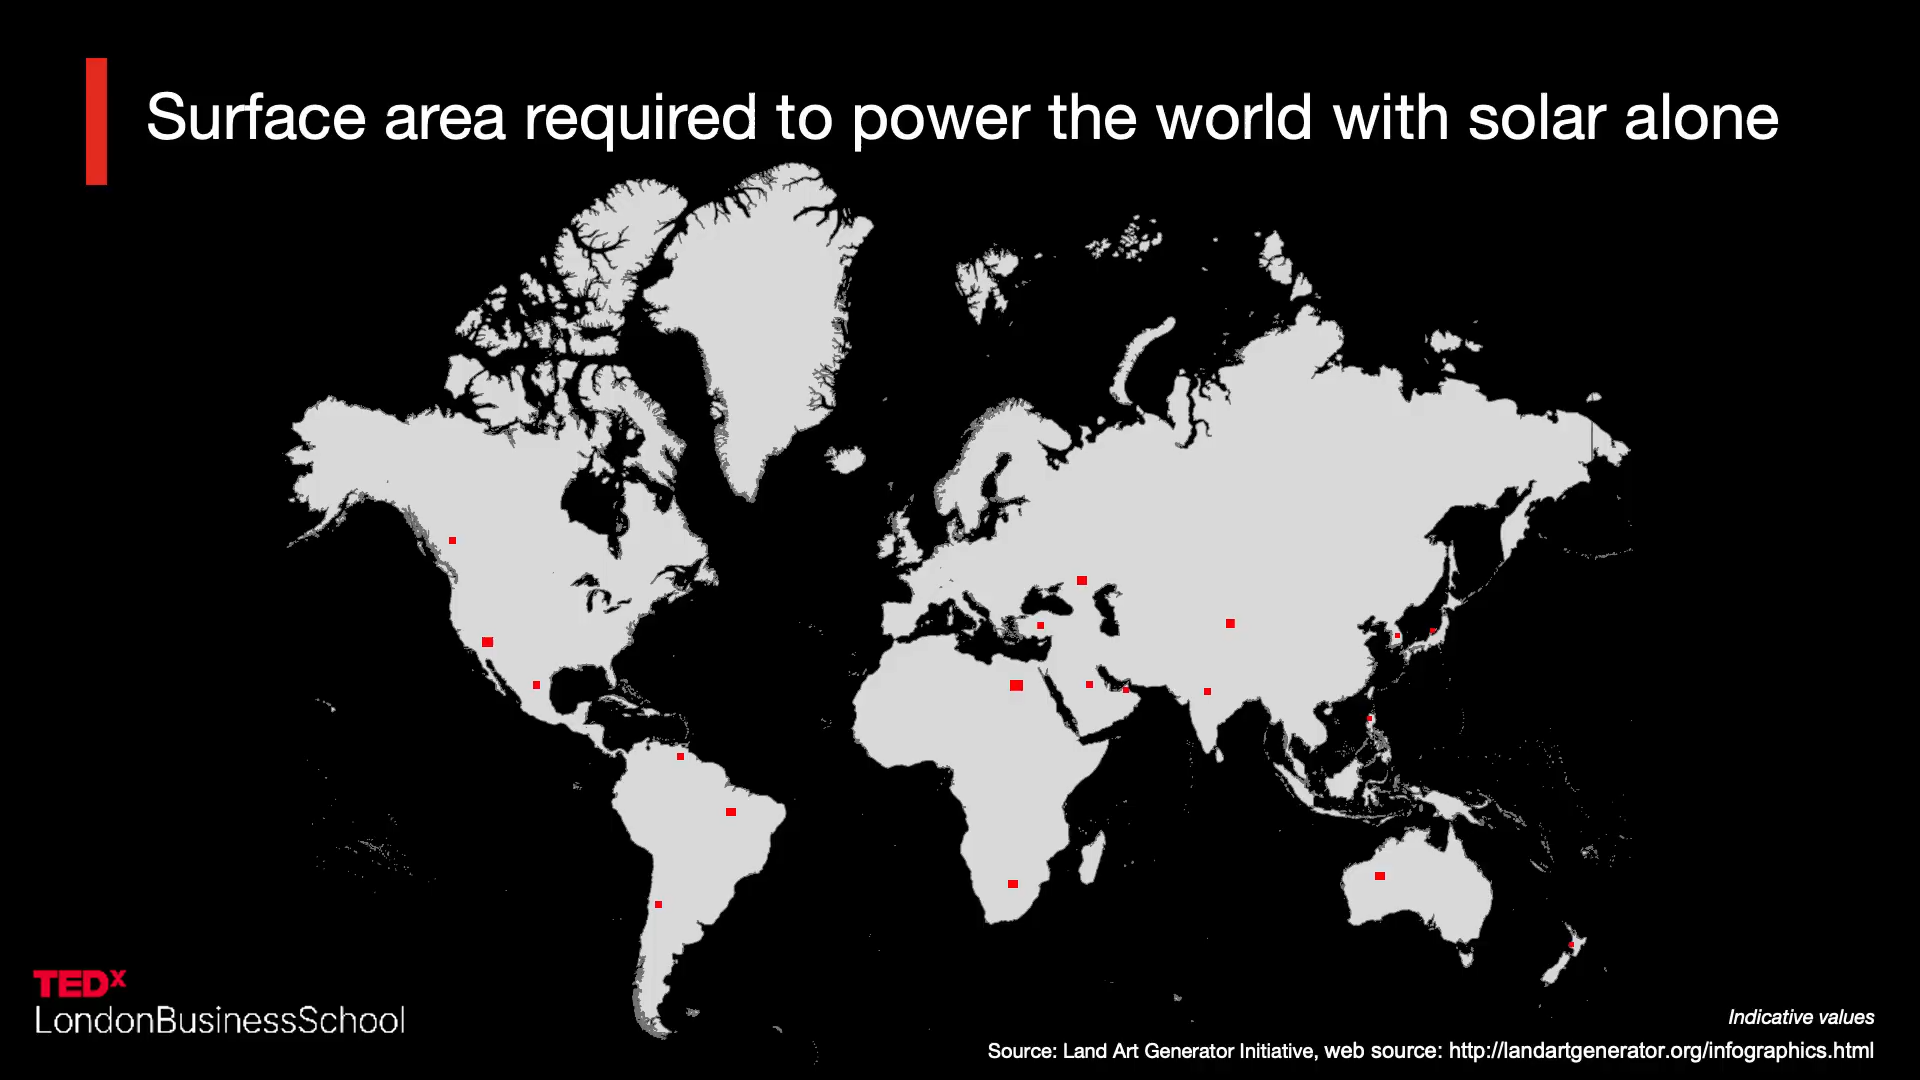 Surface area required to power the world with solar alone
TEDx
LondonBusinessSchool
Indicative values
Source: Land Art Generator Initiative, web source: http://landartgenerator.org/infographics.html